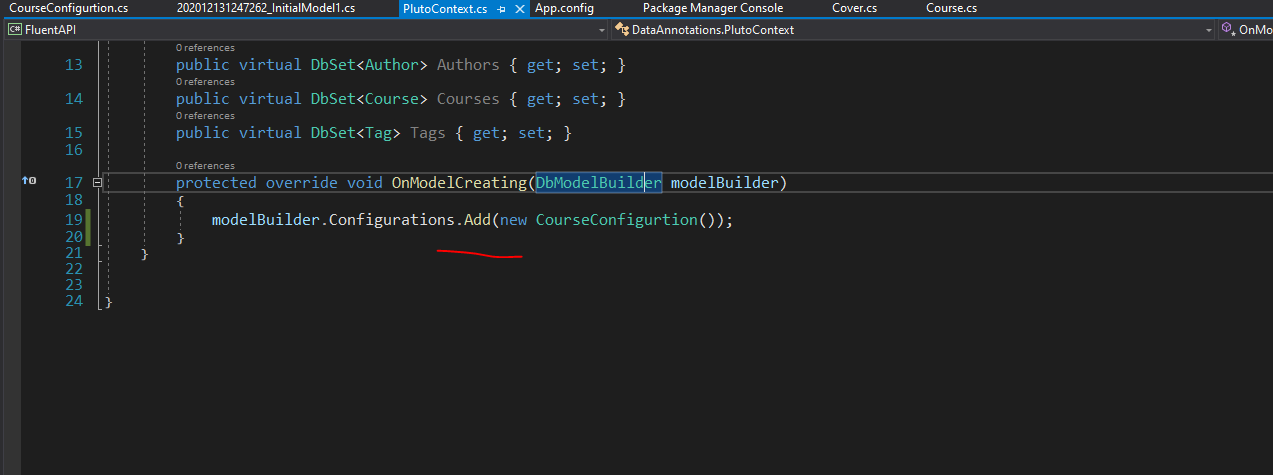 CourseConfigurtion.cs 202012131247262_InitialModel1.cs PlutoContext.cs App.config Package Manager Console Cover.cs Course.cs
C# FluentAPI DataAnnotations.PlutoContext OnMo
0 references
13 public virtual DbSet<Author> Authors { get; set; }
0 references
14 public virtual DbSet<Course> Courses { get; set; }
0 references
15 public virtual DbSet<Tag> Tags { get; set; }
16
0 references
17 protected override void OnModelCreating(DbModelBuilder modelBuilder)
18 {
19 modelBuilder.Configurations.Add(new CourseConfigurtion());
20 }
21 }
22
23
24 }